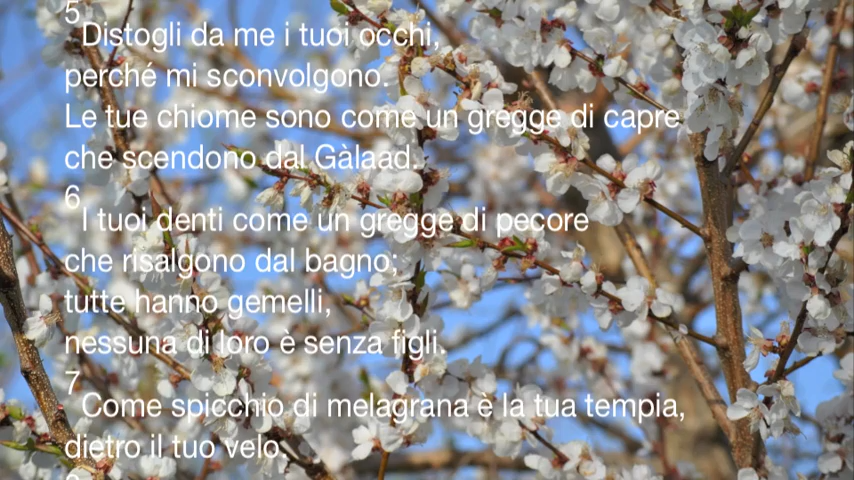 5
Distogli da me i tuoi occhi,
perché mi sconvolgono.
Le tue chiome sono come un gregge di capre
che scendono dal Gàlaad.
6
I tuoi denti come un gregge di pecore
che risalgono dal bagno;
tutte hanno gemelli,
nessuna di loro è senza figli.
7
Come spicchio di melagrana è la tua tempia,
dietro il tuo velo.